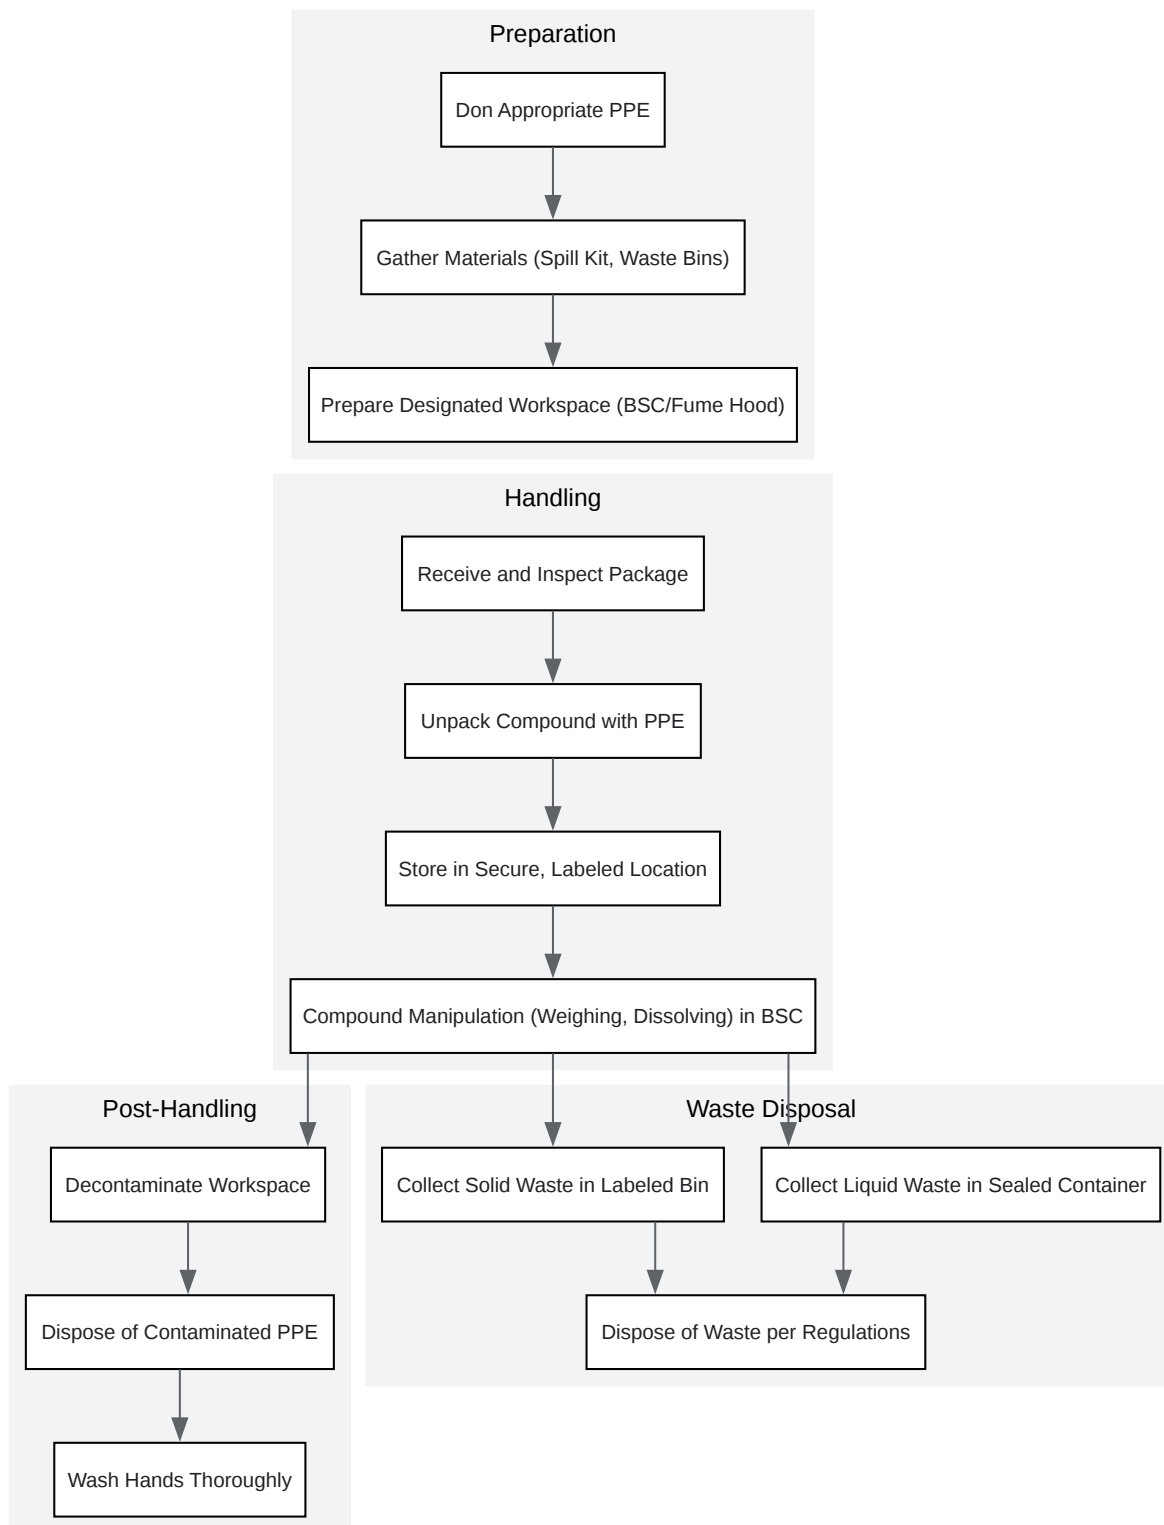 Preparation
Don Appropriate PPE
Gather Materials (Spill Kit, Waste Bins)
Prepare Designated Workspace (BSC/Fume Hood)
Handling
Receive and Inspect Package
Unpack Compound with PPE
Store in Secure, Labeled Location
Compound Manipulation (Weighing, Dissolving) in BSC
Post-Handling
Decontaminate Workspace
Dispose of Contaminated PPE
Wash Hands Thoroughly
Waste Disposal
Collect Solid Waste in Labeled Bin
Collect Liquid Waste in Sealed Container
Dispose of Waste per Regulations